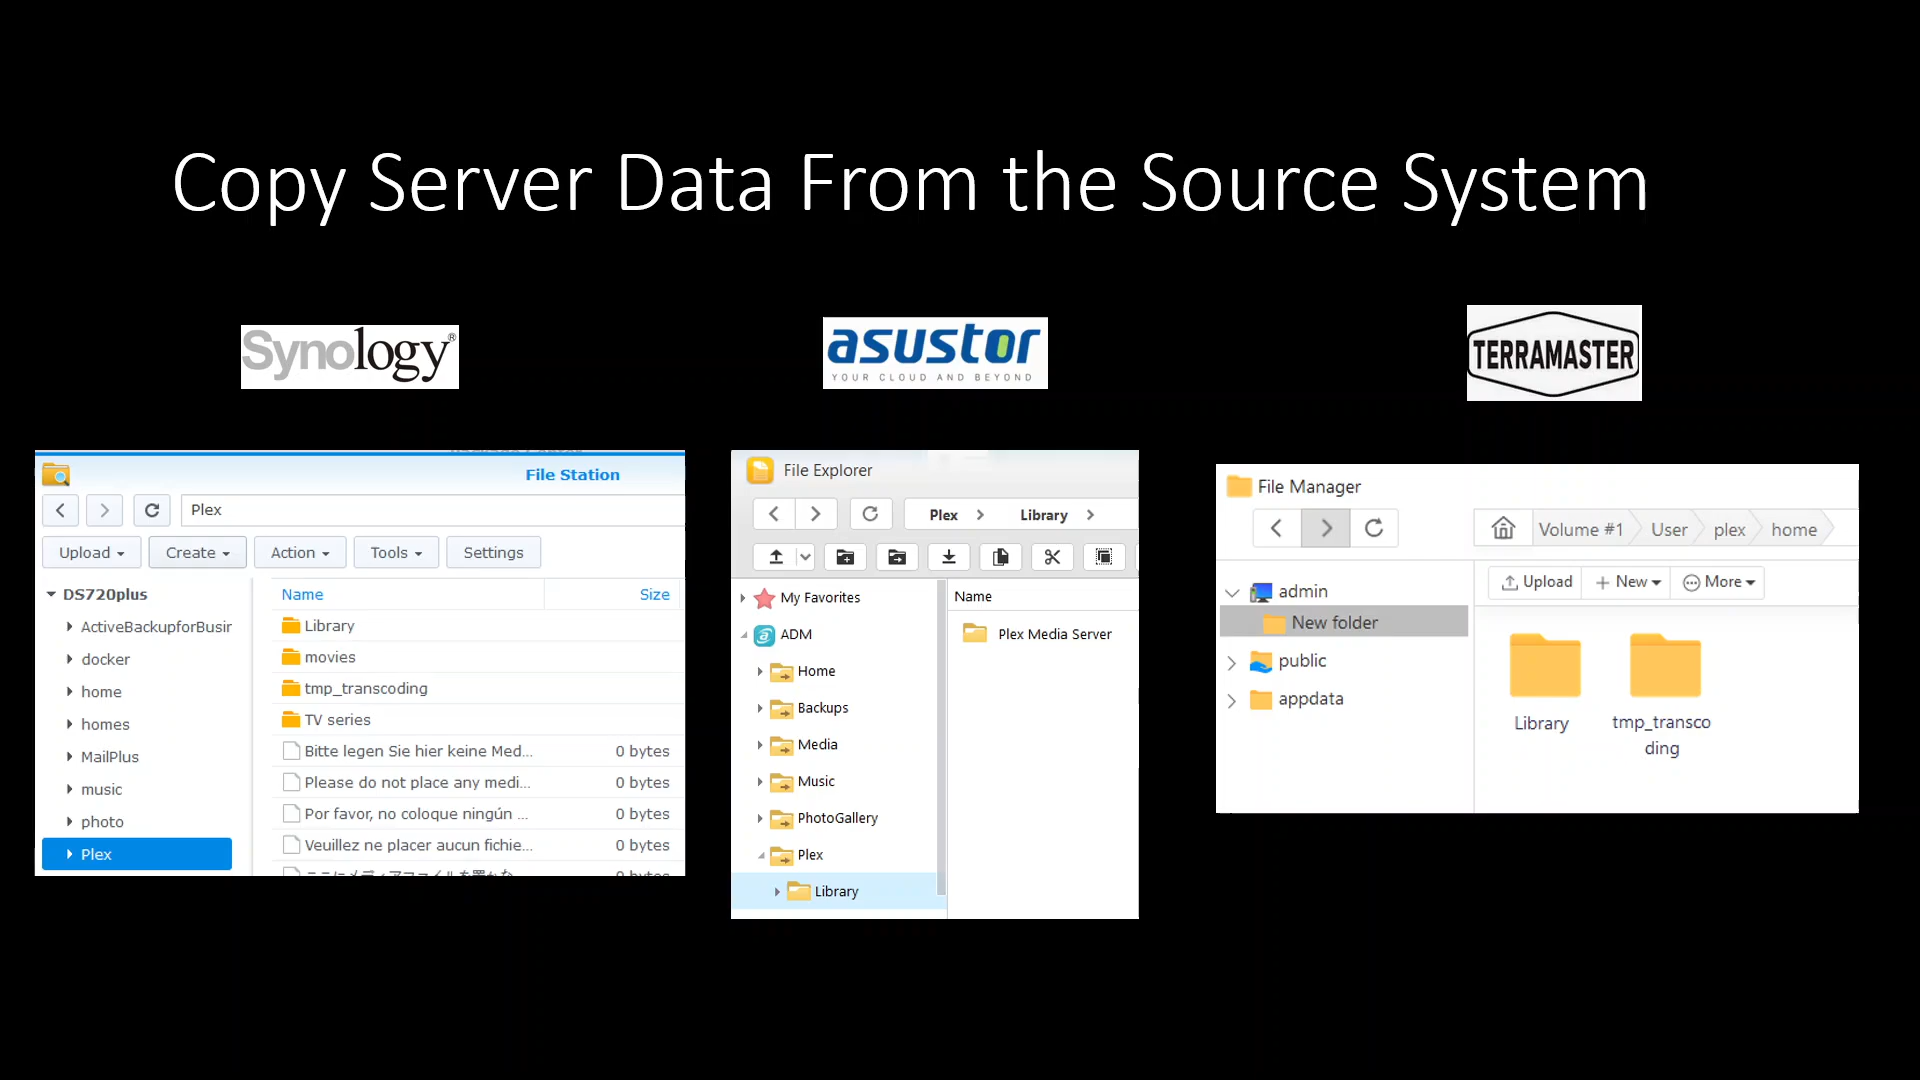 Copy Server Data From the Source System
Synology®
asustor
YOUR CLOUD AND BEYOND
TERRAMASTER
File Station
Plex
Upload Create Action Tools Settings
DS720plus
ActiveBackupforBusir
docker
home
homes
MailPlus
music
photo
Plex
Name Size
Library
movies
tmp_transcoding
TV series
Bitte legen Sie hier keine Med... 0 bytes
Please do not place any medi... 0 bytes
Por favor, no coloque ningún ... 0 bytes
Veuillez ne placer aucun fichie... 0 bytes
File Explorer
Plex Library
My Favorites
ADM
Home
Backups
Media
Music
PhotoGallery
Plex
Library
Name
Plex Media Server
File Manager
Volume #1 User plex home
Upload + New More
admin
New folder
public
appdata
Library
tmp_transco
ding